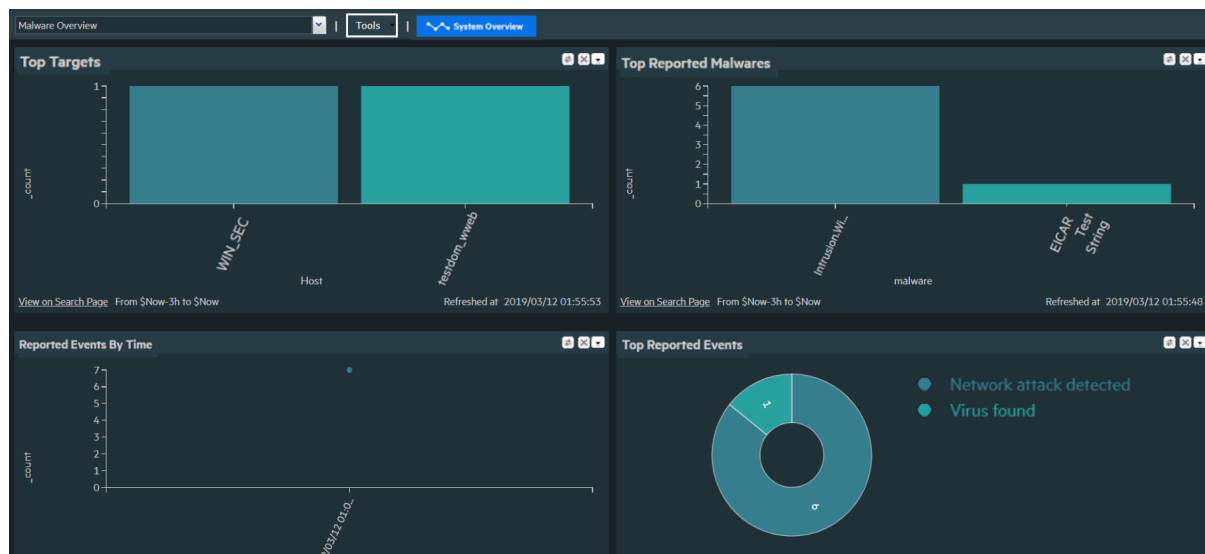 Malware Overview | Tools | System Overview
Top Targets
1
0
_count
WIN_SEC
testdom_wweb
Host
View on Search Page From $Now-3h to $Now Refreshed at 2019/03/12 01:55:53
Top Reported Malwares
6
5
4
3
2
1
0
_count
Intrusion.Wi...
EICAR
Test
String
malware
View on Search Page From $Now-3h to $Now Refreshed at 2019/03/12 01:55:48
Reported Events By Time
7
6
5
4
3
2
1
0
_count
Top Reported Events
1
6
Network attack detected
Virus found